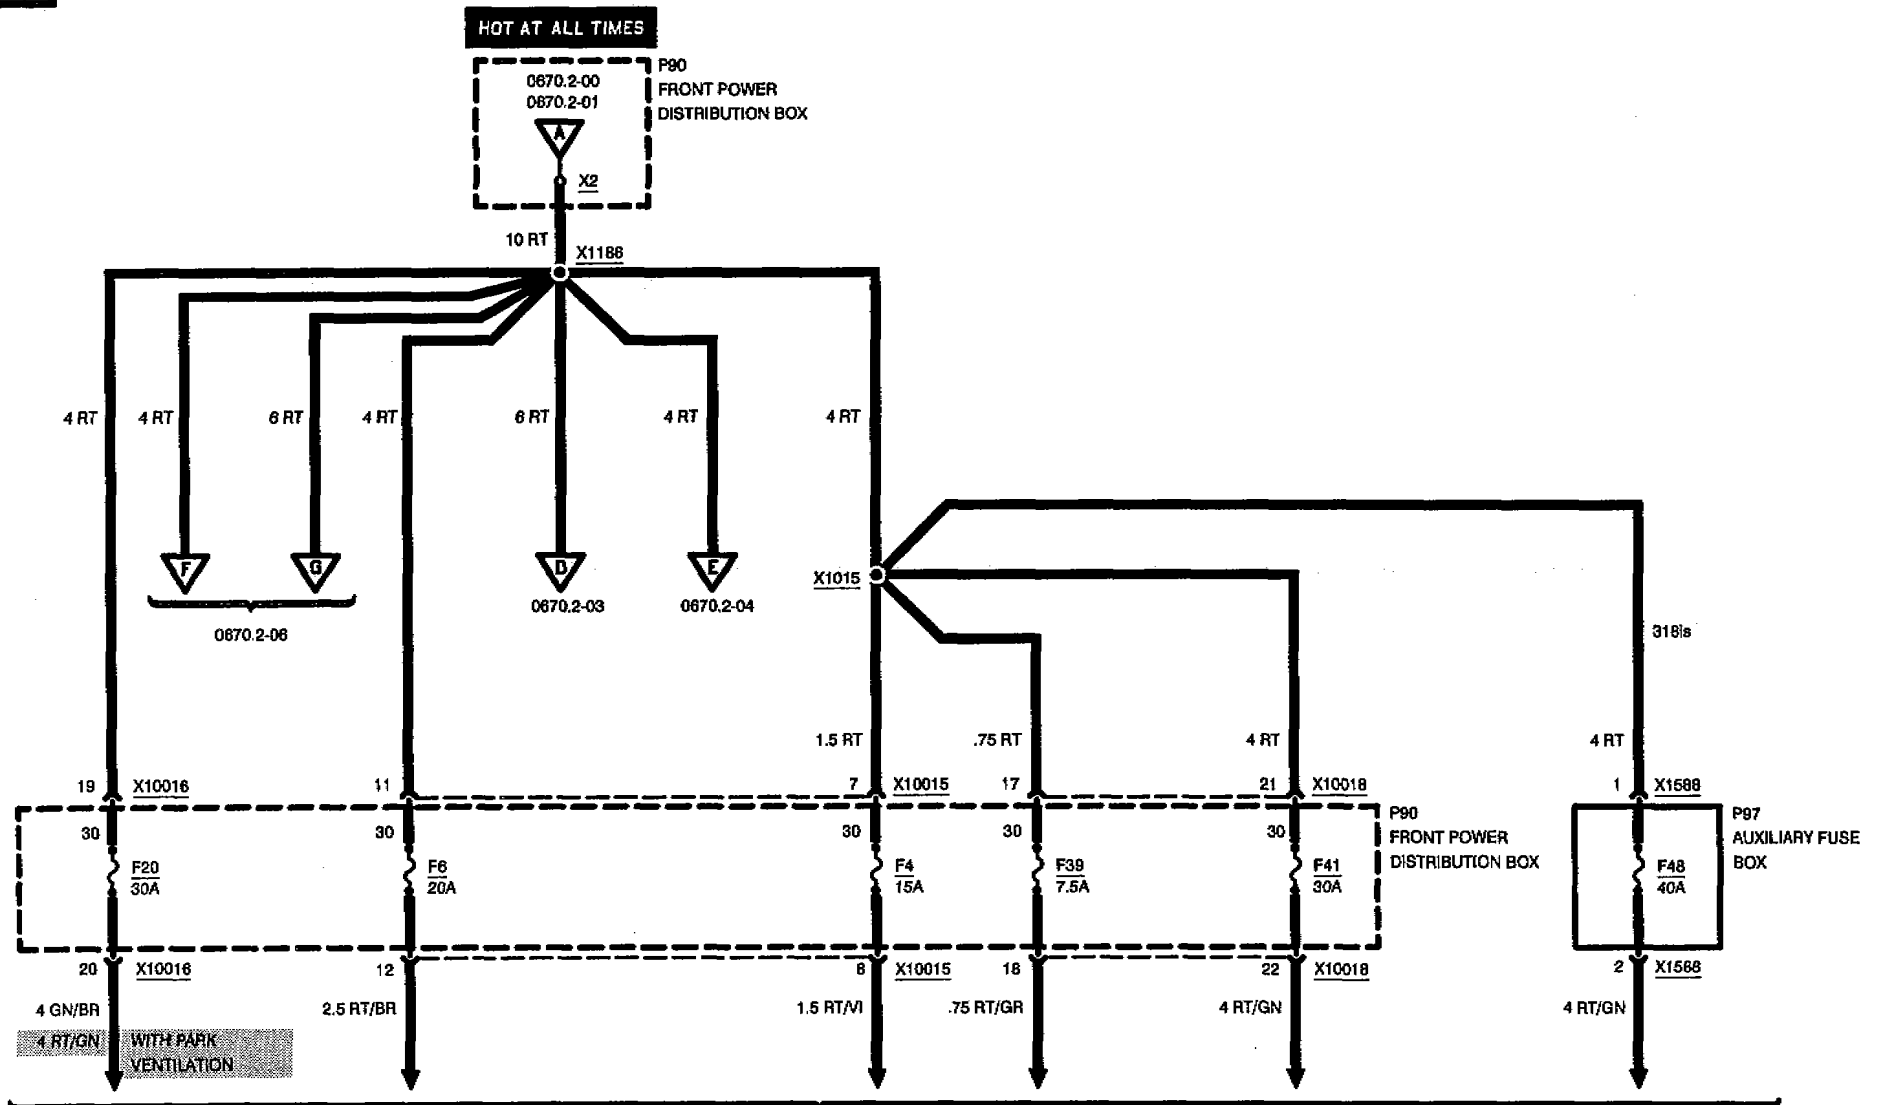 HOT AT ALL TIMES
0670.2-00
0670.2-01
A
X2
P90
FRONT POWER
DISTRIBUTION BOX
10 RT
X1186
4 RT
4 RT
6 RT
4 RT
6 RT
4 RT
4 RT
F
G
D
E
0670.2-06
0670.2-03
0670.2-04
X1015
318is
1.5 RT
.75 RT
4 RT
4 RT
19
X10016
11
7
X10015
17
21
X10018
1
X1588
30
30
30
30
30
F20
30A
F6
20A
F4
15A
F39
7.5A
F41
30A
P90
FRONT POWER
DISTRIBUTION BOX
F48
40A
P97
AUXILIARY FUSE
BOX
20
X10016
12
8
X10015
18
22
X10018
2
X1568
4 GN/BR
2.5 RT/BR
1.5 RT/VI
.75 RT/GR
4 RT/GN
4 RT/GN
4 RT/GN
WITH PARK
VENTILATION